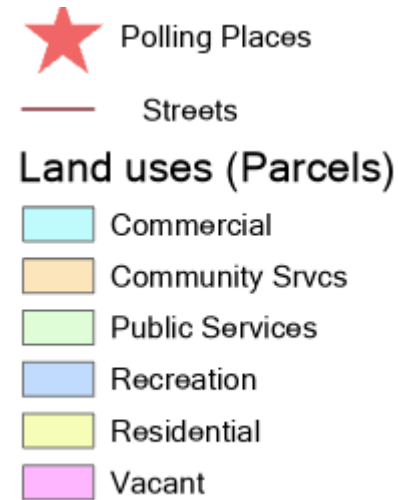 Polling Places
Streets
Land uses (Parcels)
Commercial
Community Srvcs
Public Services
Recreation
Residential
Vacant